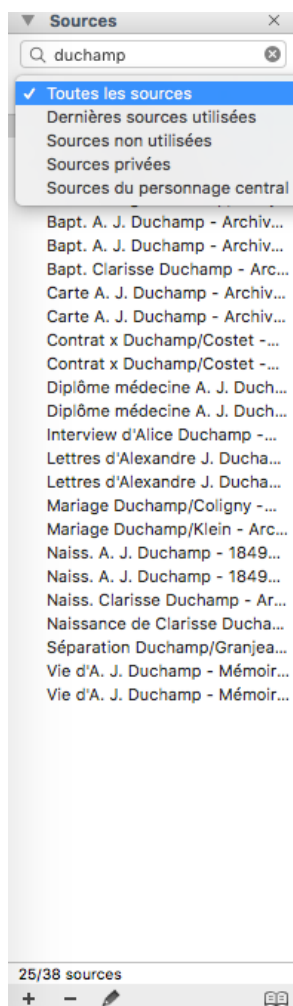 Sources
duchamp
Toutes les sources
Dernières sources utilisées
Sources non utilisées
Sources privées
Sources du personnage central
Bapt. A. J. Duchamp - Archiv...
Bapt. A. J. Duchamp - Archiv...
Bapt. Clarisse Duchamp - Arc...
Carte A. J. Duchamp - Archiv...
Carte A. J. Duchamp - Archiv...
Contrat x Duchamp/Costet -...
Contrat x Duchamp/Costet -...
Diplôme médecine A. J. Duch...
Diplôme médecine A. J. Duch...
Interview d'Alice Duchamp -...
Lettres d'Alexandre J. Ducha...
Lettres d'Alexandre J. Ducha...
Mariage Duchamp/Coligny -...
Mariage Duchamp/Klein - Arc...
Naiss. A. J. Duchamp - 1849...
Naiss. A. J. Duchamp - 1849...
Naiss. Clarisse Duchamp - Ar...
Naissance de Clarisse Ducha...
Séparation Duchamp/Granjea...
Vie d'A. J. Duchamp - Mémoir...
Vie d'A. J. Duchamp - Mémoir...
25/38 sources